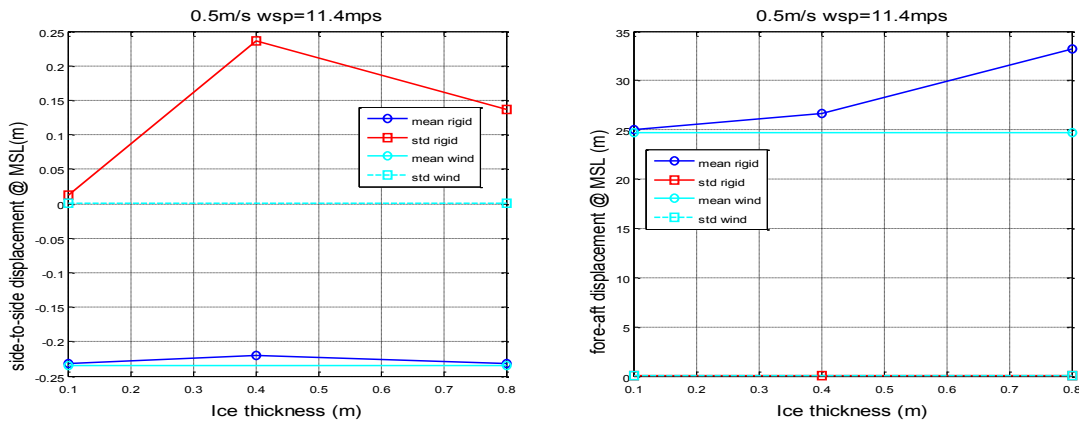 0.5m/s wsp=11.4mps
side-to-side displacement @ MSL(m)
0.25
0.2
0.15
0.1
0.05
0
-0.05
-0.1
-0.15
-0.2
-0.25
mean rigid
std rigid
mean wind
std wind
0.1 0.2 0.3 0.4 0.5 0.6 0.7 0.8
Ice thickness (m)
0.5m/s wsp=11.4mps
fore-aft displacement @ MSL (m)
35
30
25
20
15
10
5
0
mean rigid
std rigid
mean wind
std wind
0.1 0.2 0.3 0.4 0.5 0.6 0.7 0.8
Ice thickness (m)